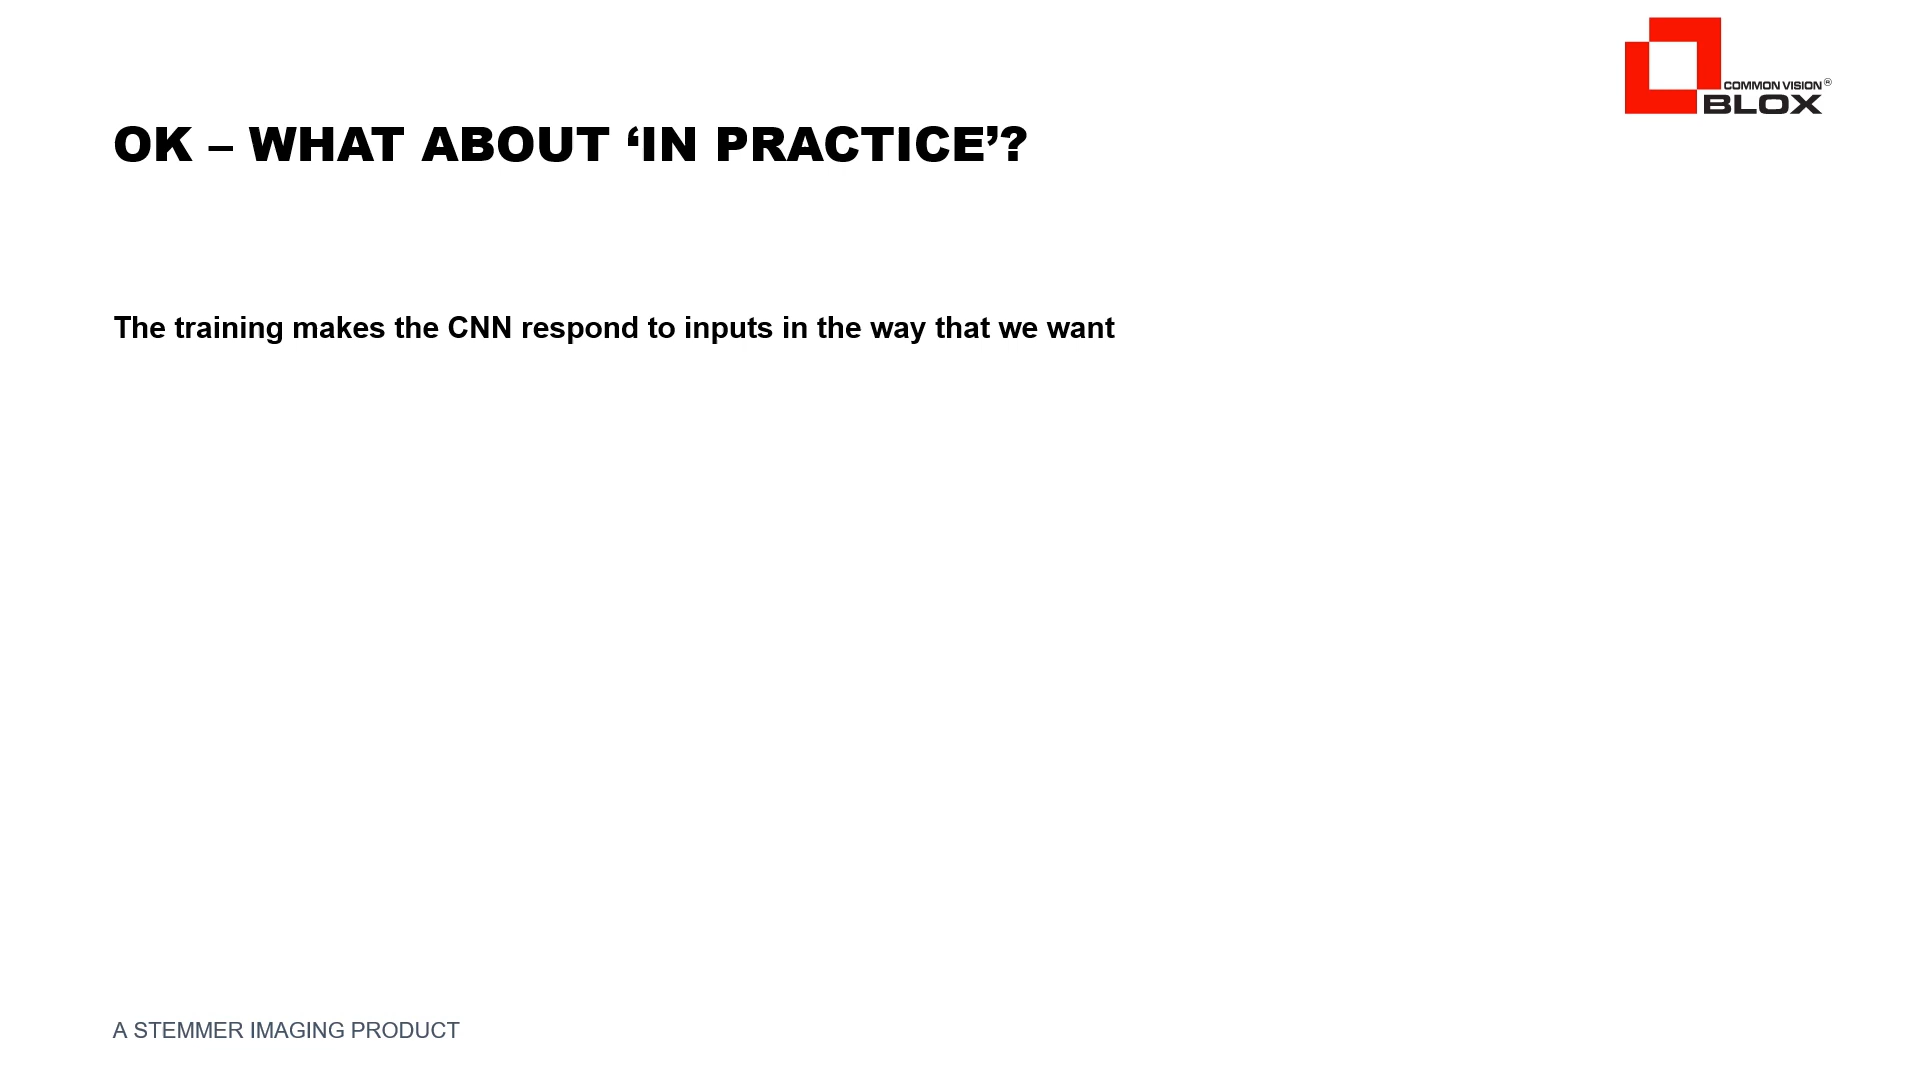 COMMON VISION®
BLOX
OK – WHAT ABOUT ‘IN PRACTICE’?
The training makes the CNN respond to inputs in the way that we want
A STEMMER IMAGING PRODUCT